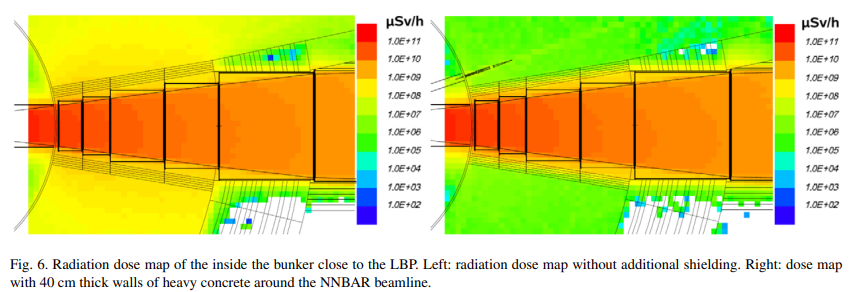 μSv/h
1.0E+11
1.0E+10
1.0E+09
1.0E+08
1.0E+07
1.0E+06
1.0E+05
1.0E+04
1.0E+03
1.0E+02
μSv/h
1.0E+11
1.0E+10
1.0E+09
1.0E+08
1.0E+07
1.0E+06
1.0E+05
1.0E+04
1.0E+03
1.0E+02
Fig. 6. Radiation dose map of the inside the bunker close to the LBP. Left: radiation dose map without additional shielding. Right: dose map
with 40 cm thick walls of heavy concrete around the NNBAR beamline.